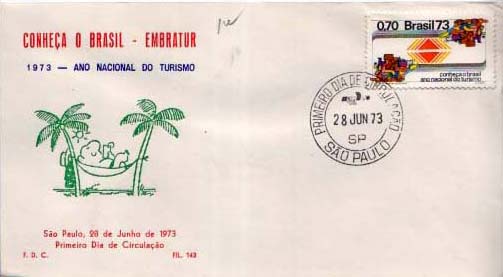 CONHEÇA O BRASIL - EMBRATUR
1973 — ANO NACIONAL DO TURISMO
0,70 Brasil 73
conheça o brasil
ano nacional do turismo
PRIMEIRO DIA DE CIRCULAÇÃO
28 JUN 73
SP
SÃO PAULO
São Paulo, 28 de Junho de 1973
Primeiro Dia de Circulação
F. D. C. FIL. 143